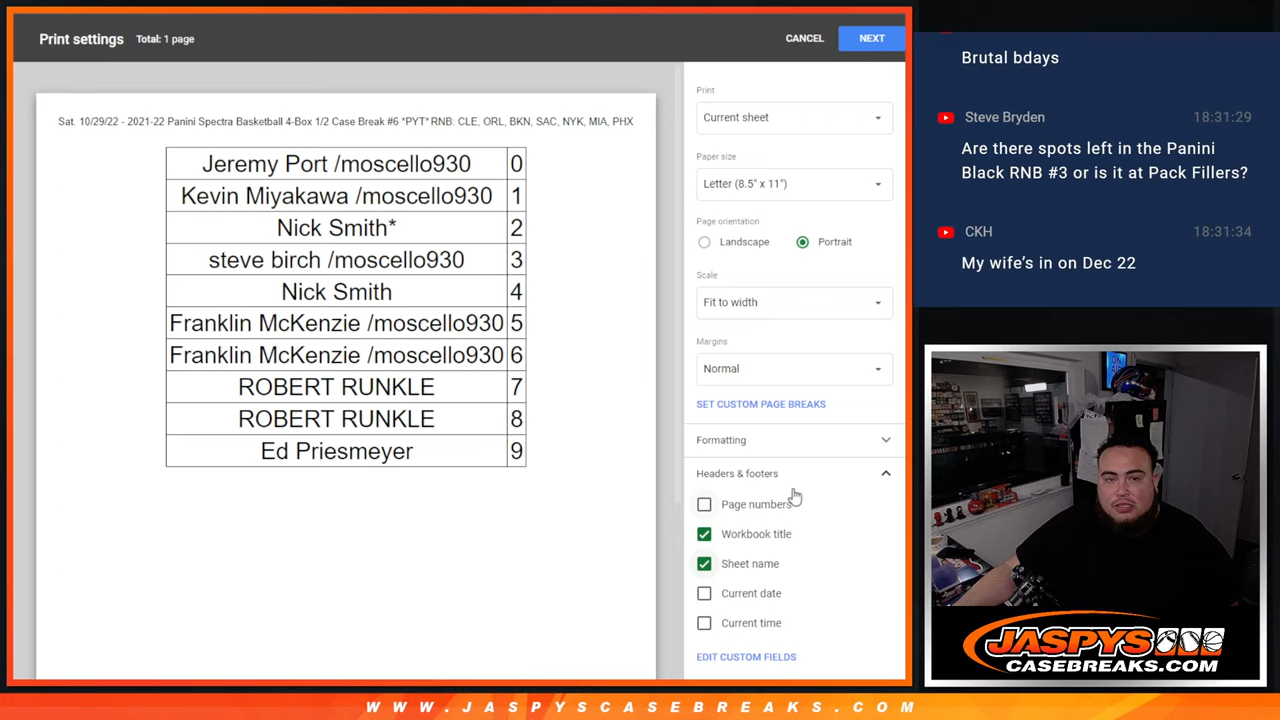 Print settings Total: 1 page CANCEL NEXT
Sat. 10/29/22 - 2021-22 Panini Spectra Basketball 4-Box 1/2 Case Break #6 *PYT* RNB: CLE, ORL, BKN, SAC, NYK, MIA, PHX
Jeremy Port /moscello930 0
Kevin Miyakawa /moscello930 1
Nick Smith* 2
steve birch /moscello930 3
Nick Smith 4
Franklin McKenzie /moscello930 5
Franklin McKenzie /moscello930 6
ROBERT RUNKLE 7
ROBERT RUNKLE 8
Ed Priesmeyer 9
Print
Current sheet
Paper size
Letter (8.5" x 11")
Page orientation
Landscape Portrait
Scale
Fit to width
Margins
Normal
SET CUSTOM PAGE BREAKS
Formatting
Headers & footers
Page numbers
Workbook title
Sheet name
Current date
Current time
EDIT CUSTOM FIELDS
Brutal bdays
Steve Bryden 18:31:29
Are there spots left in the Panini
Black RNB #3 or is it at Pack Fillers?
CKH 18:31:34
My wife's in on Dec 22
JASPYS
CASEBREAKS.COM
WWW.JASPYSCASEBREAKS.COM